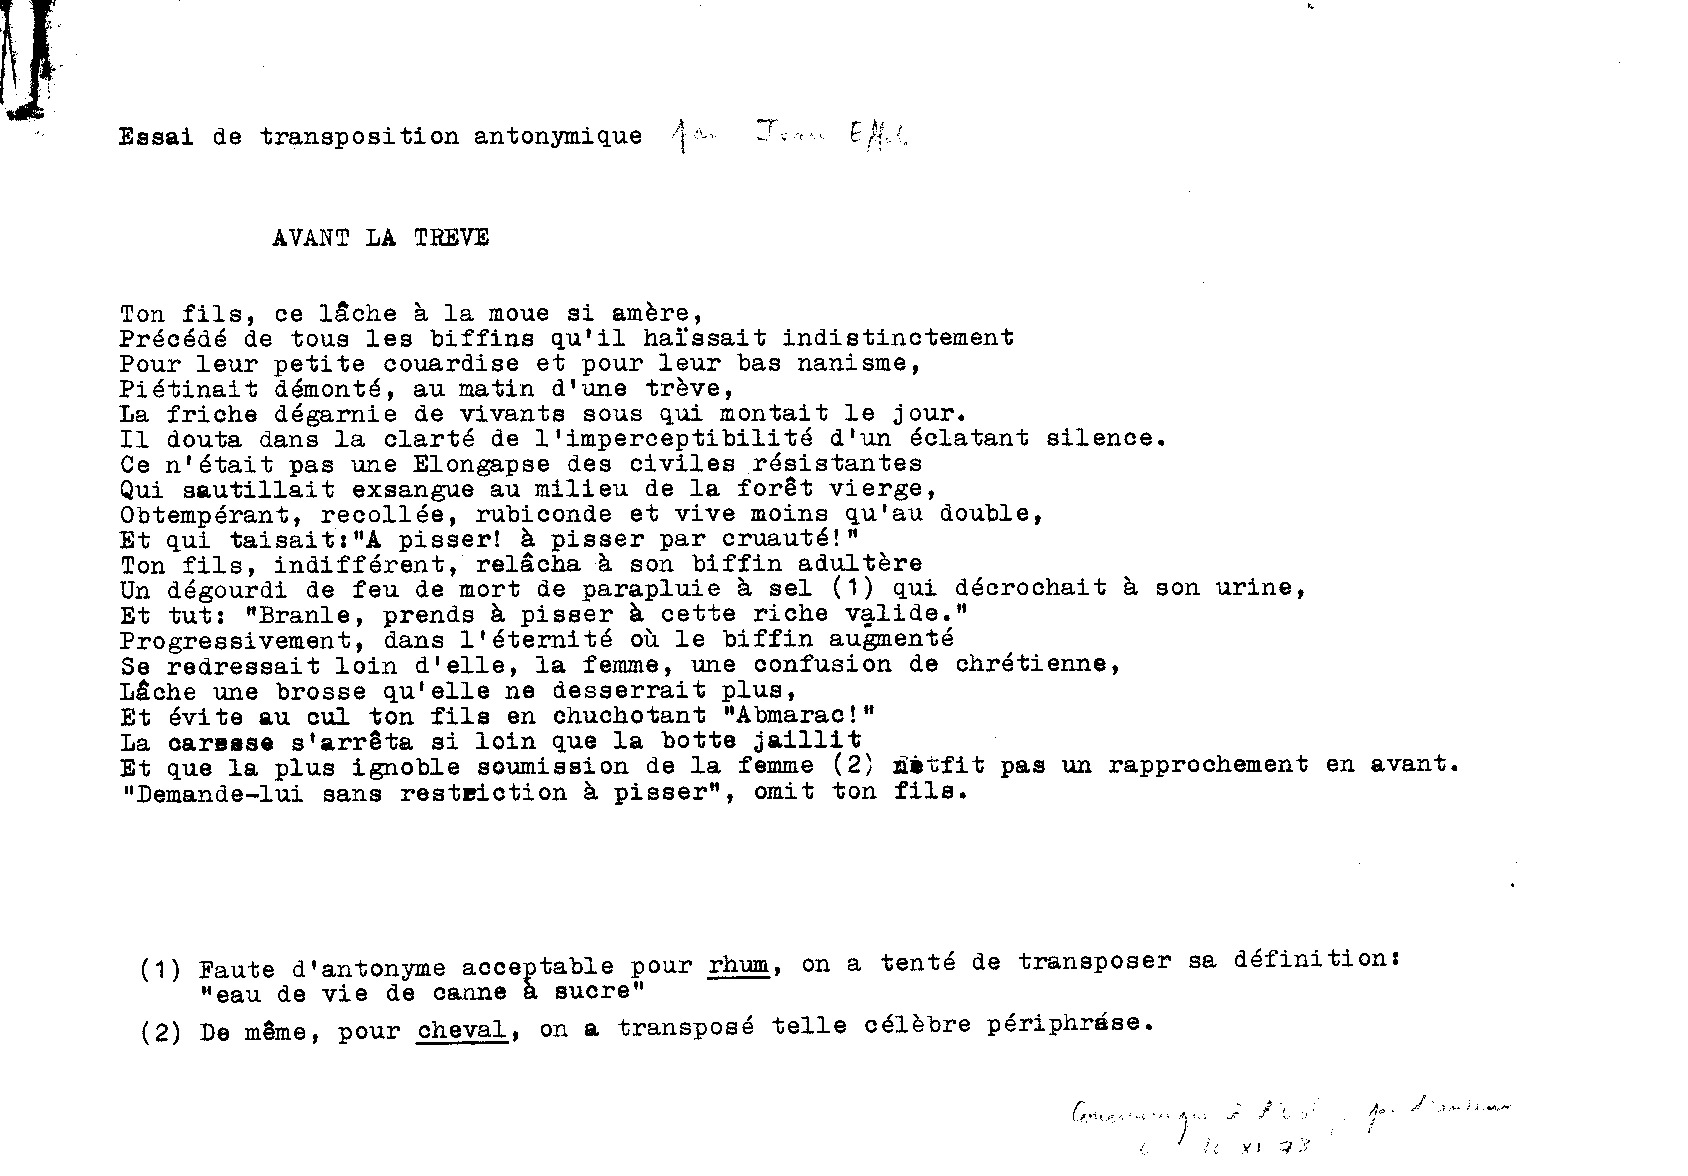 Essai de transposition antonymique par Jean Effel
AVANT LA TREVE
Ton fils, ce lâche à la moue si amère,
Précédé de tous les biffins qu'il haïssait indistinctement
Pour leur petite couardise et pour leur bas nanisme,
Piétinait démonté, au matin d'une trève,
La friche dégarnie de vivants sous qui montait le jour.
Il douta dans la clarté de l'imperceptibilité d'un éclatant silence.
Ce n'était pas une Elongapse des civiles résistantes
Qui sautillait exsangue au milieu de la forêt vierge,
Obtempérant, recollée, rubiconde et vive moins qu'au double,
Et qui taisait:"A pisser! à pisser par cruauté!"
Ton fils, indifférent, relâcha à son biffin adultère
Un dégourdi de feu de mort de parapluie à sel (1) qui décrochait à son urine,
Et tut: "Branle, prends à pisser à cette riche valide."
Progressivement, dans l'éternité où le biffin augmenté
Se redressait loin d'elle, la femme, une confusion de chrétienne,
Lâche une brosse qu'elle ne desserrait plus,
Et évite au cul ton fils en chuchotant "Abmarac!"
La carasse s'arrêta si loin que la botte jaillit
Et que la plus ignoble soumission de la femme (2) fit pas un rapprochement en avant.
"Demande-lui sans restriction à pisser", omit ton fils.
(1) Faute d'antonyme acceptable pour rhum, on a tenté de transposer sa définition:
"eau de vie de canne à sucre"
(2) De même, pour cheval, on a transposé telle célèbre périphráse.
par l'auteur
XI 73